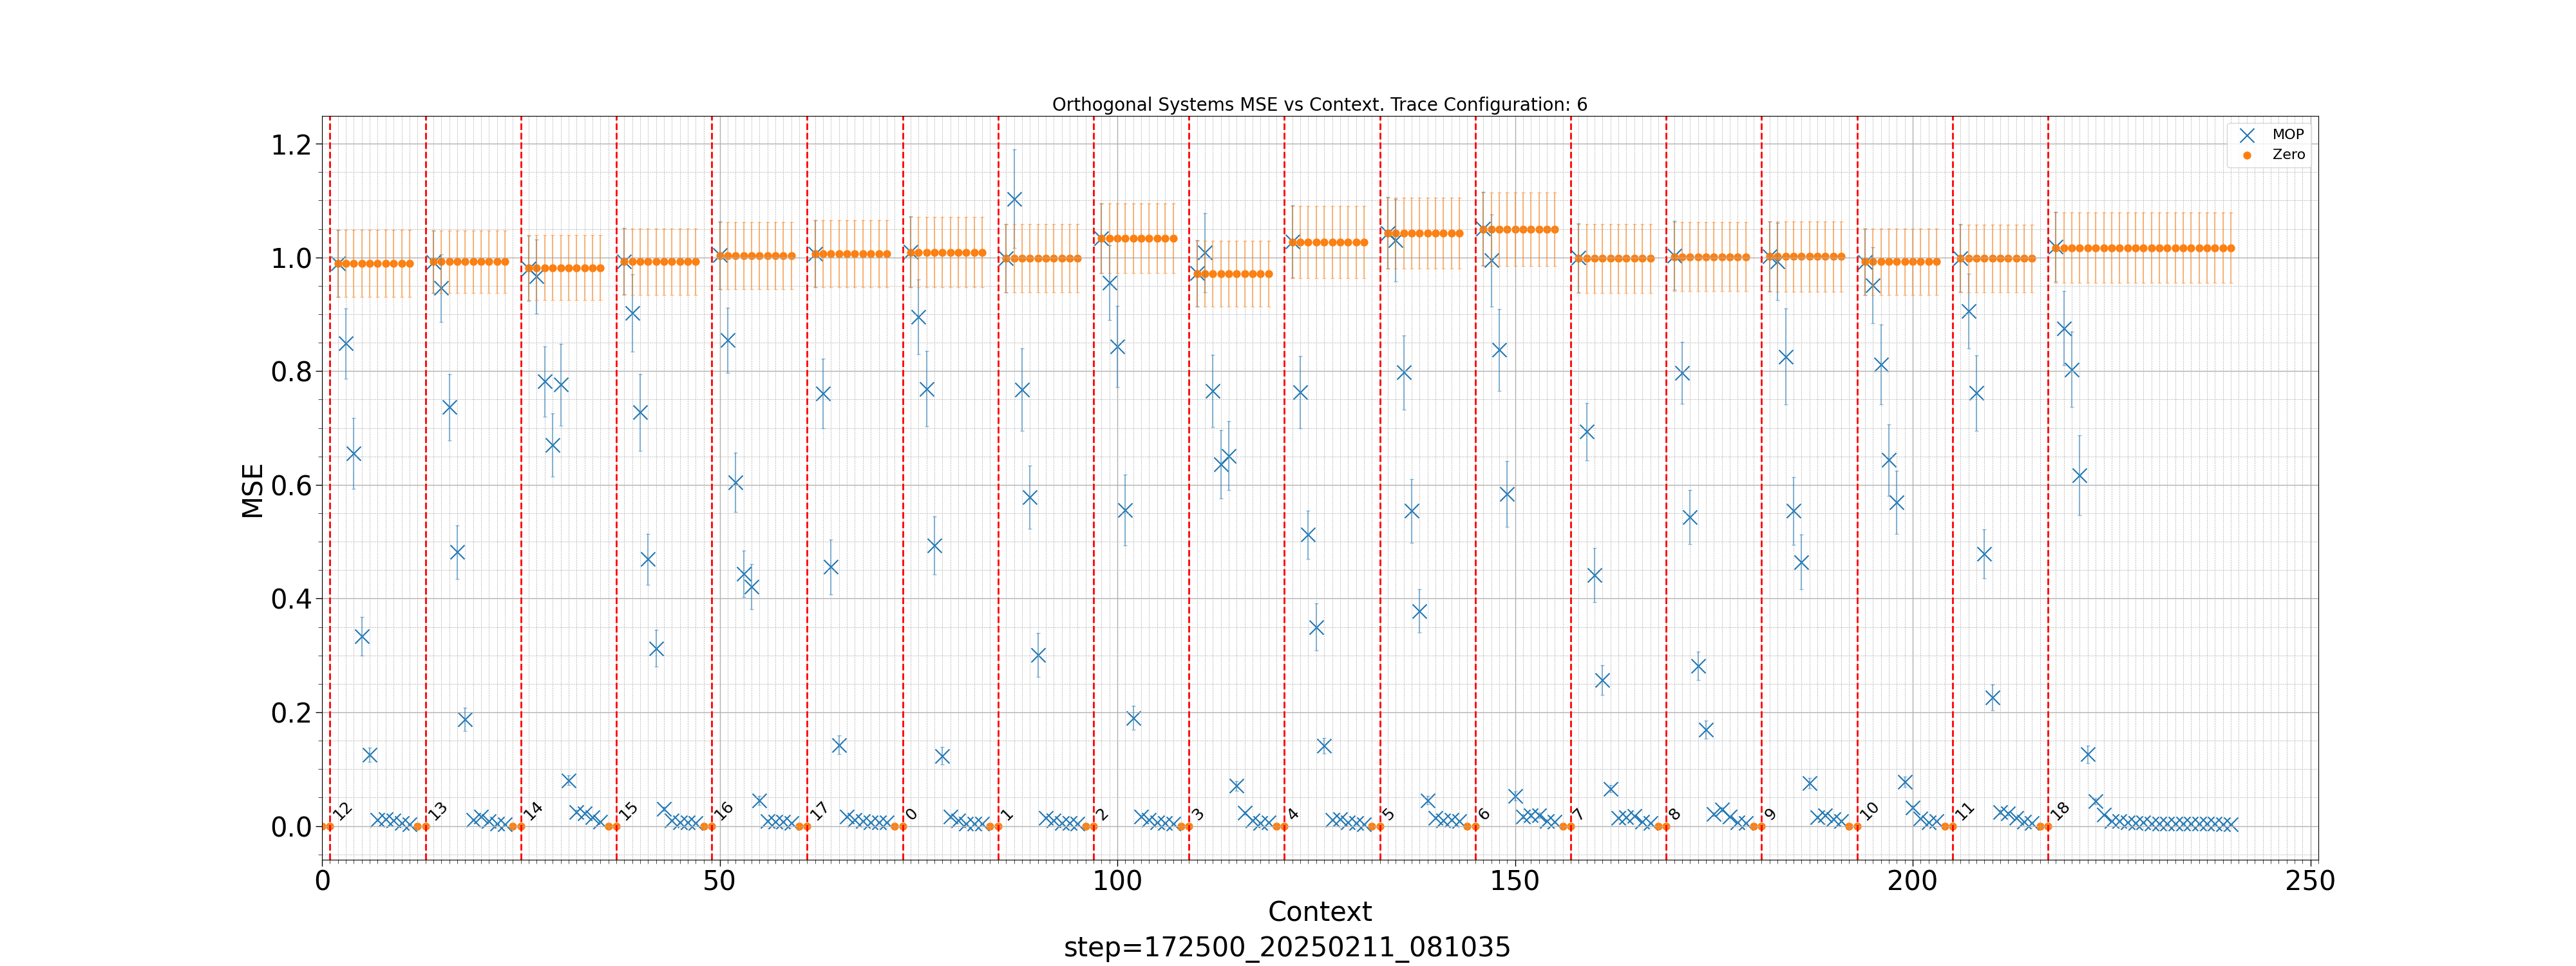 Orthogonal Systems MSE vs Context. Trace Configuration: 6
MOP
Zero
MSE
1.2
1.0
0.8
0.6
0.4
0.2
0.0
12 13 14 15 16 17 0 1 2 3 4 5 6 7 8 9 10 11 18
0 50 100 150 200 250
Context
step=172500_20250211_081035